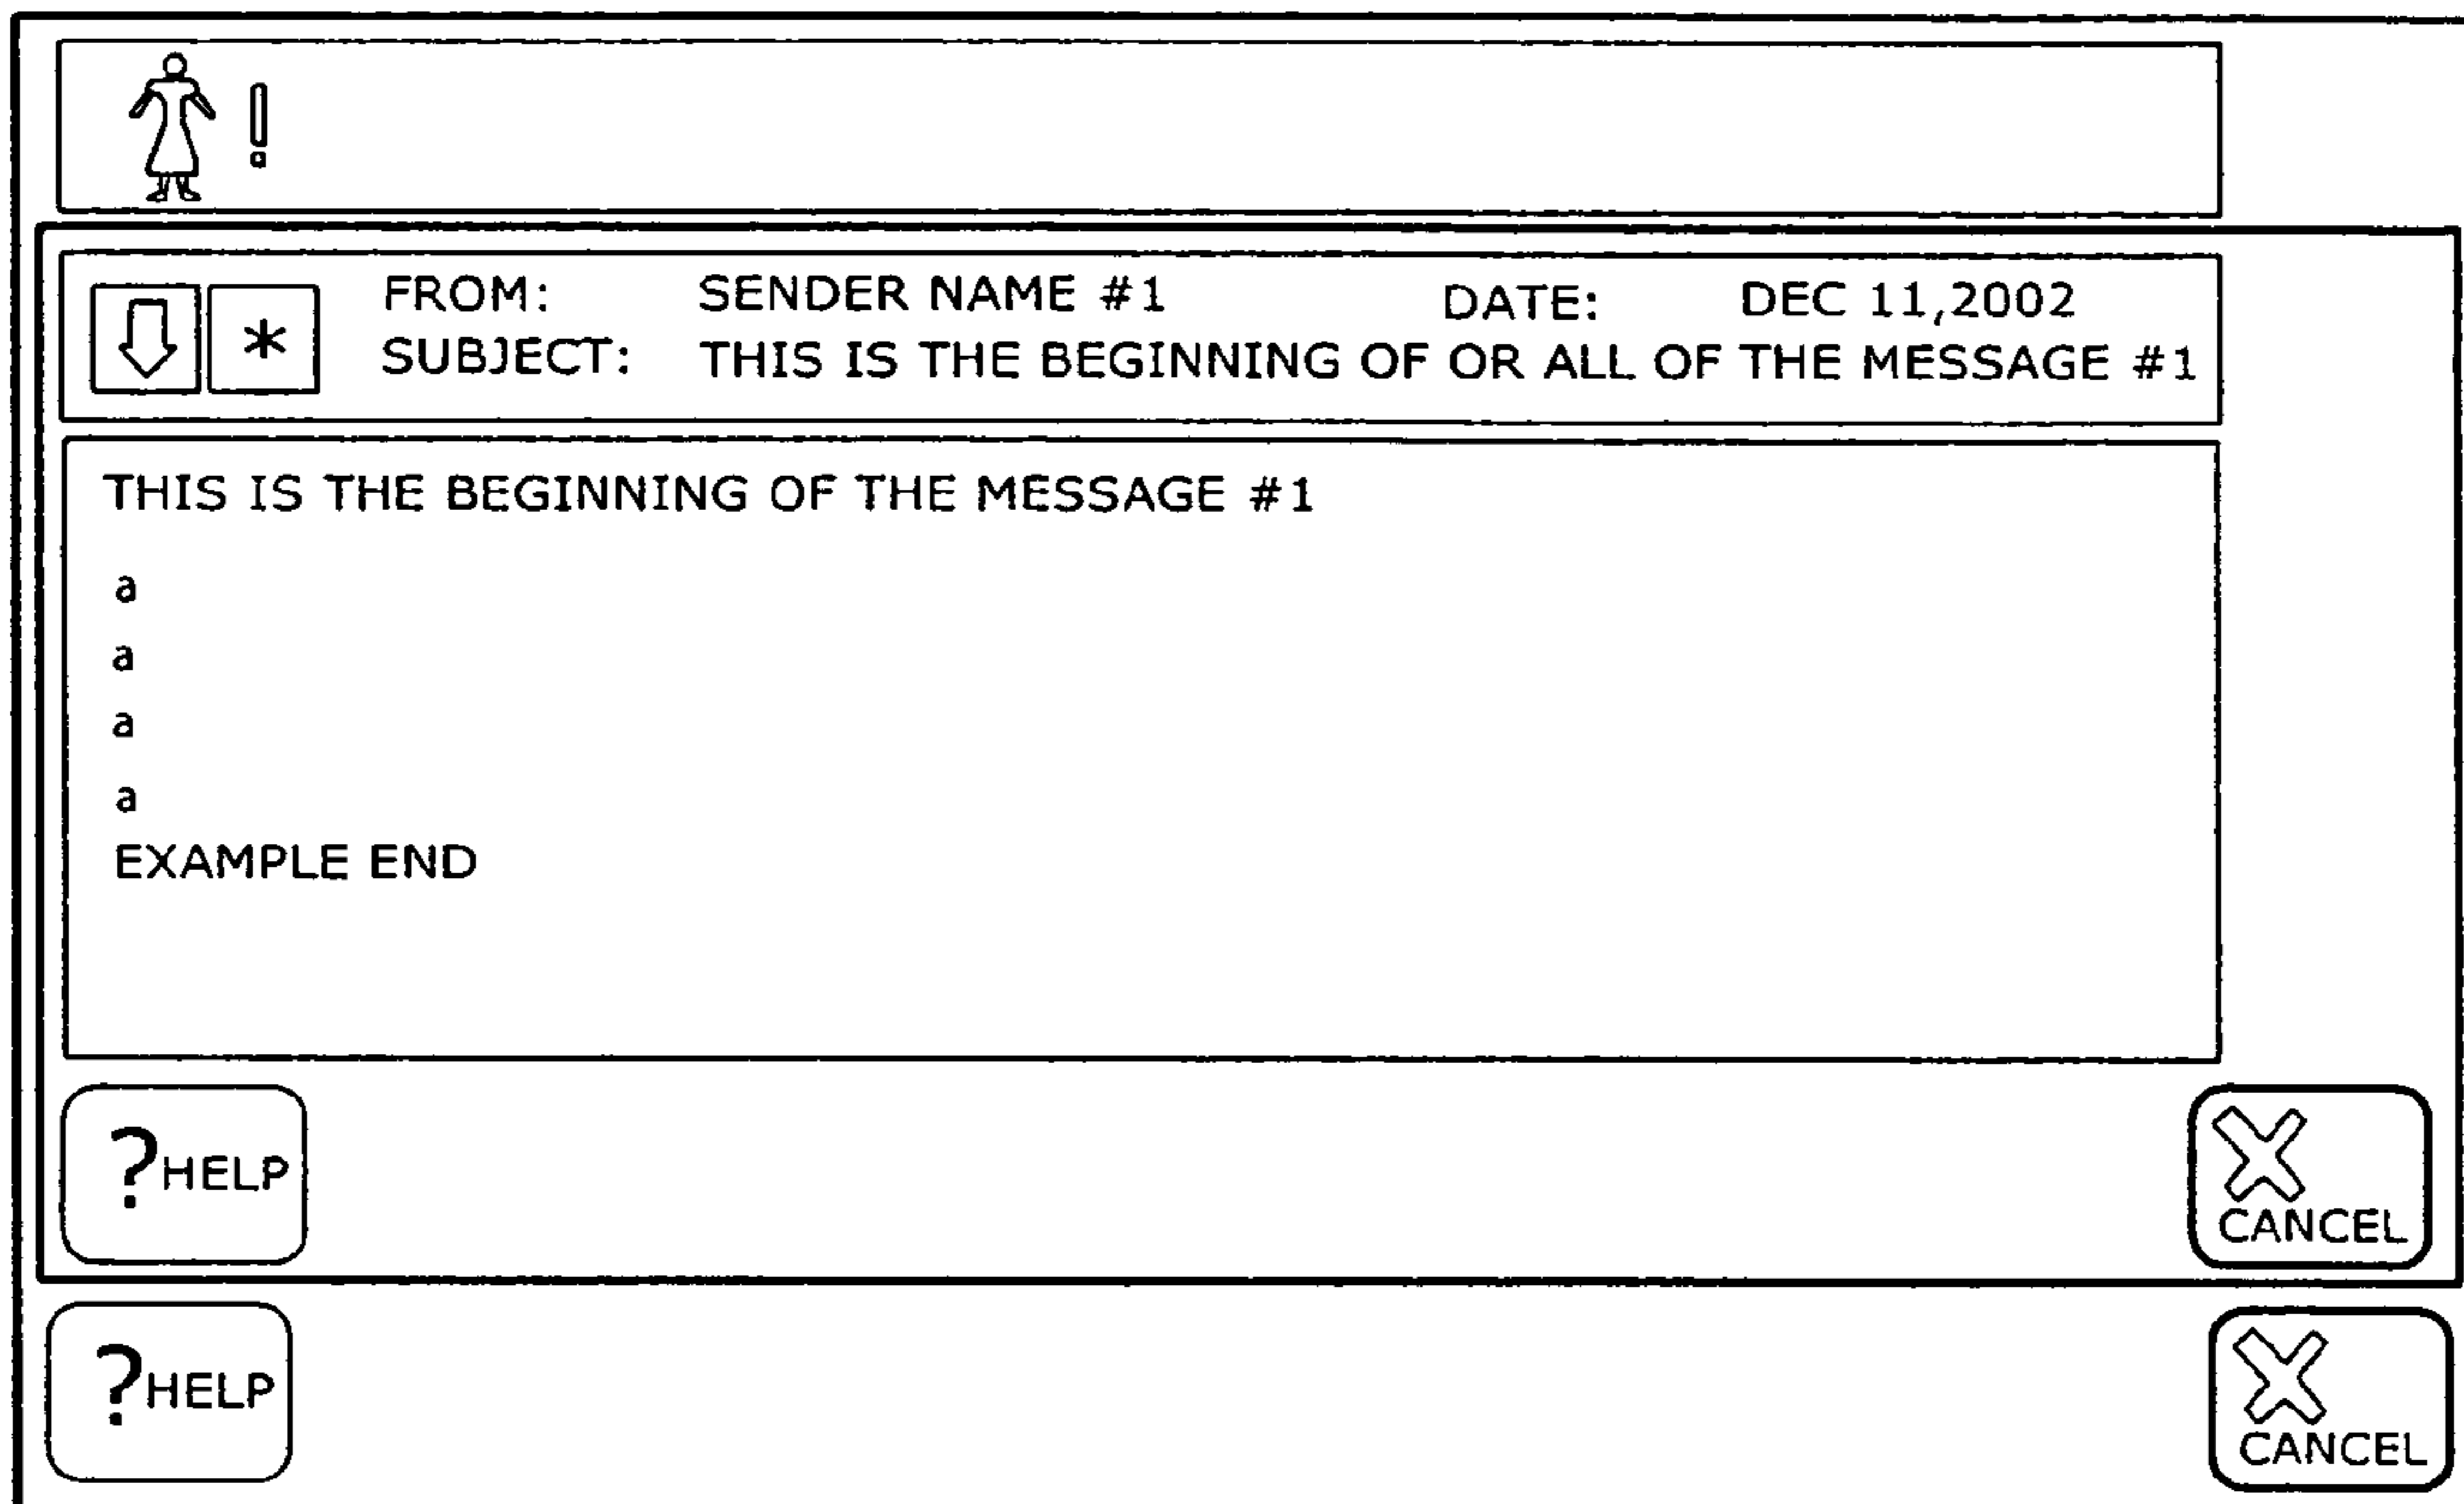 !
* FROM: SENDER NAME #1 DATE: DEC 11,2002
SUBJECT: THIS IS THE BEGINNING OF OR ALL OF THE MESSAGE #1
THIS IS THE BEGINNING OF THE MESSAGE #1
a
a
a
a
EXAMPLE END
?HELP
CANCEL
?HELP
CANCEL